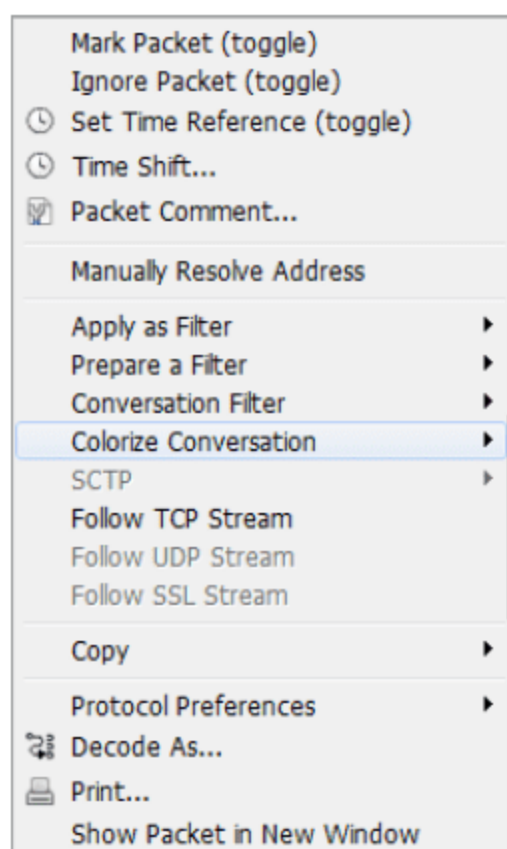 Mark Packet (toggle)
Ignore Packet (toggle)
Set Time Reference (toggle)
Time Shift...
Packet Comment...
Manually Resolve Address
Apply as Filter
Prepare a Filter
Conversation Filter
Colorize Conversation
SCTP
Follow TCP Stream
Follow UDP Stream
Follow SSL Stream
Copy
Protocol Preferences
Decode As...
Print...
Show Packet in New Window